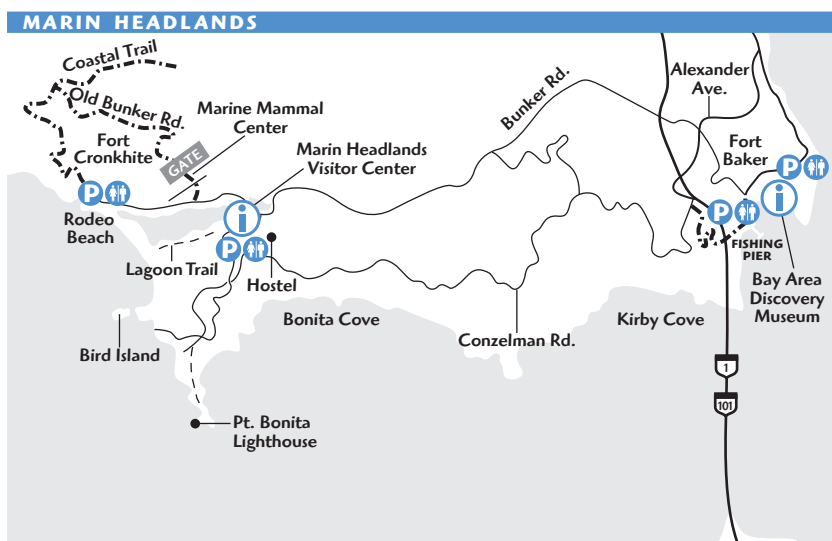 MARIN HEADLANDS
Coastal Trail
Old Bunker Rd.
Fort
Cronkhite
GATE
Marine Mammal
Center
Marin Headlands
Visitor Center
Bunker Rd.
Alexander
Ave.
Fort
Baker
P
P
i
P
i
P
Rodeo
Beach
Lagoon Trail
Hostel
FISHING
PIER
Bay Area
Discovery
Museum
Bird Island
Bonita Cove
Conzelman Rd.
Kirby Cove
1
101
Pt. Bonita
Lighthouse